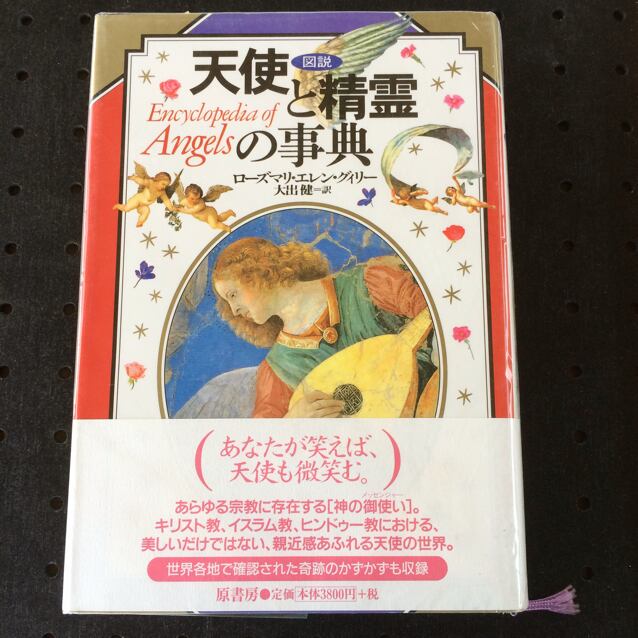 図説
天使と精霊
Encyclopedia of
Angels
の事典
ローズマリ・エレン・グィリー
大出健=訳
あなたが笑えば、
天使も微笑む。
メッセンジャー
あらゆる宗教に存在する[神の御使い]。
キリスト教、イスラム教、ヒンドゥー教における、
美しいだけではない、親近感あふれる天使の世界。
世界各地で確認された奇跡のかずかずも収録
原書房●定価 本体3800円+税